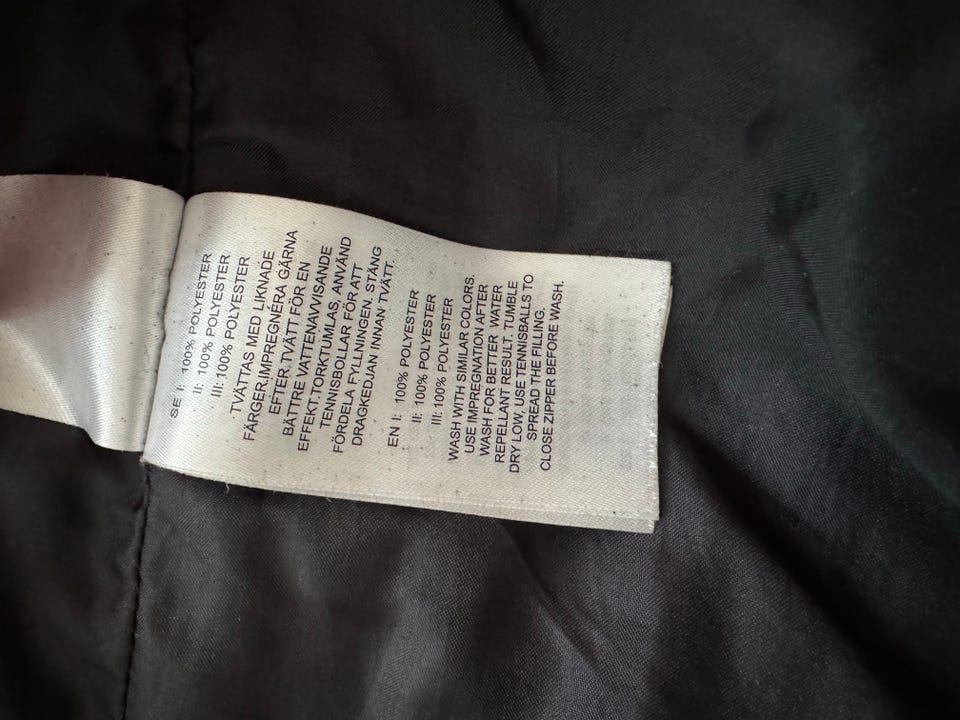 SE I: 100% POLYESTER
II: 100% POLYESTER
III: 100% POLYESTER
TVÄTTAS MED LIKNADE
FÄRGER,IMPREGNÉRA GÄRNA
EFTER TVÄTT FÖR EN
BÄTTRE VATTENAVVISANDE
EFFEKT.TORKTUMLAS, ANVÄND
TENNISBOLLAR FÖR ATT
FÖRDELA FYLLNINGEN, STÄNG
DRAGKEDJAN INNAN TVÄTT.
EN I: 100% POLYESTER
II: 100% POLYESTER
III: 100% POLYESTER
WASH WITH SIMILAR COLORS.
USE IMPREGNATION AFTER
WASH FOR BETTER WATER
REPELLANT RESULT. TUMBLE
DRY LOW, USE TENNISBALLS TO
SPREAD THE FILLING.
CLOSE ZIPPER BEFORE WASH.